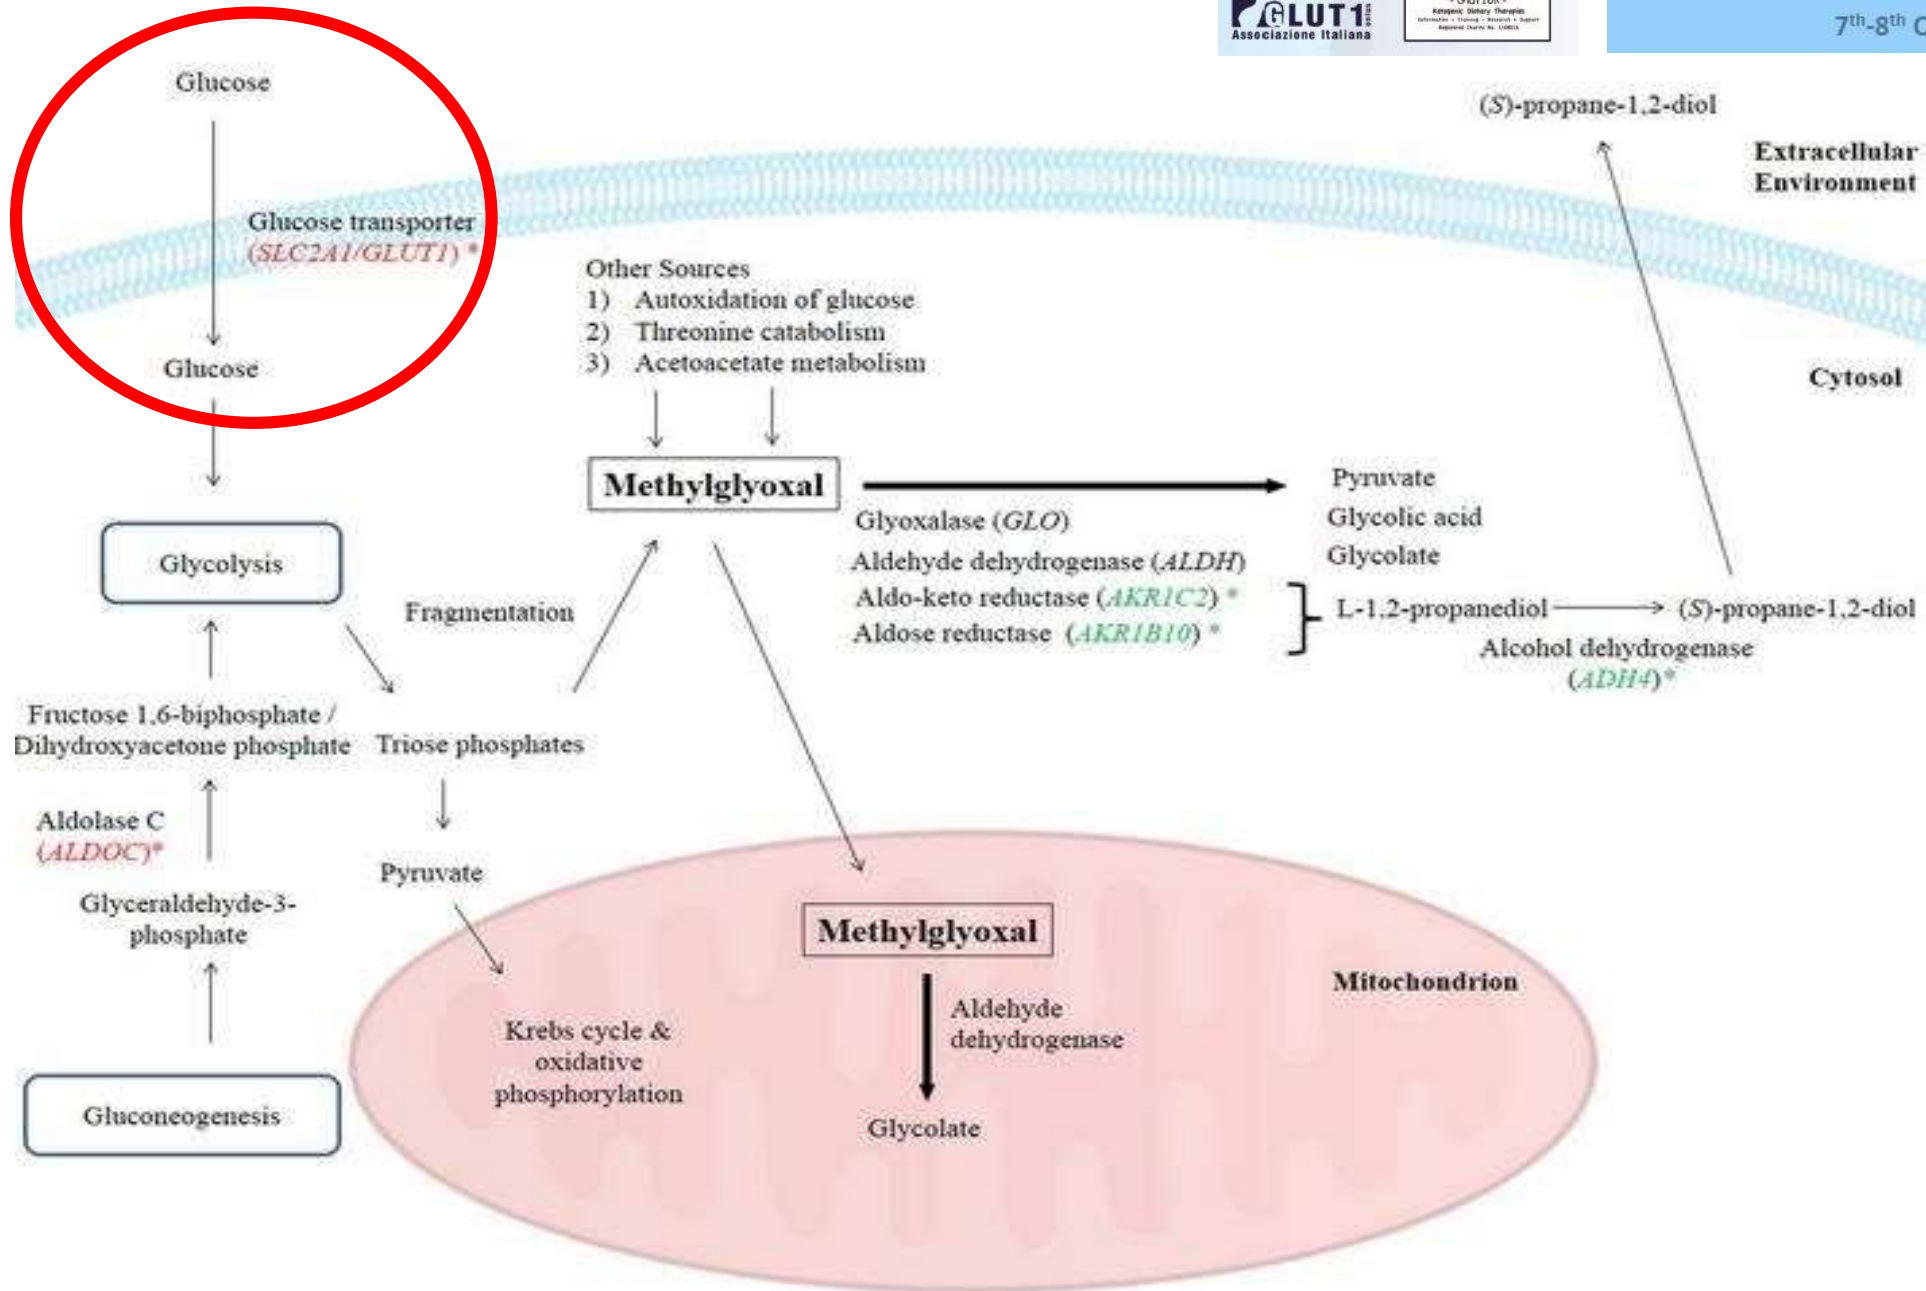 GLUT1
Associazione Italiana
Ketogenic Dietary Therapies
7th-8th
Glucose
(S)-propane-1,2-diol
Extracellular
Environment
Glucose transporter
(SLC2A1/GLUT1) *
Other Sources
1) Autoxidation of glucose
2) Threonine catabolism
3) Acetoacetate metabolism
Glucose
Cytosol
Methylglyoxal
Pyruvate
Glycolic acid
Glycolate
Glyoxalase (GLO)
Aldehyde dehydrogenase (ALDH)
Aldo-keto reductase (AKR1C2) *
Aldose reductase (AKR1B10) *
L-1,2-propanediol
(S)-propane-1,2-diol
Alcohol dehydrogenase
(ADH4)*
Glycolysis
Fragmentation
Fructose 1,6-biphosphate /
Dihydroxyacetone phosphate
Triose phosphates
Aldolase C
(ALDOC)*
Pyruvate
Glyceraldehyde-3-
phosphate
Methylglyoxal
Mitochondrion
Aldehyde
dehydrogenase
Krebs cycle &
oxidative
phosphorylation
Gluconeogenesis
Glycolate